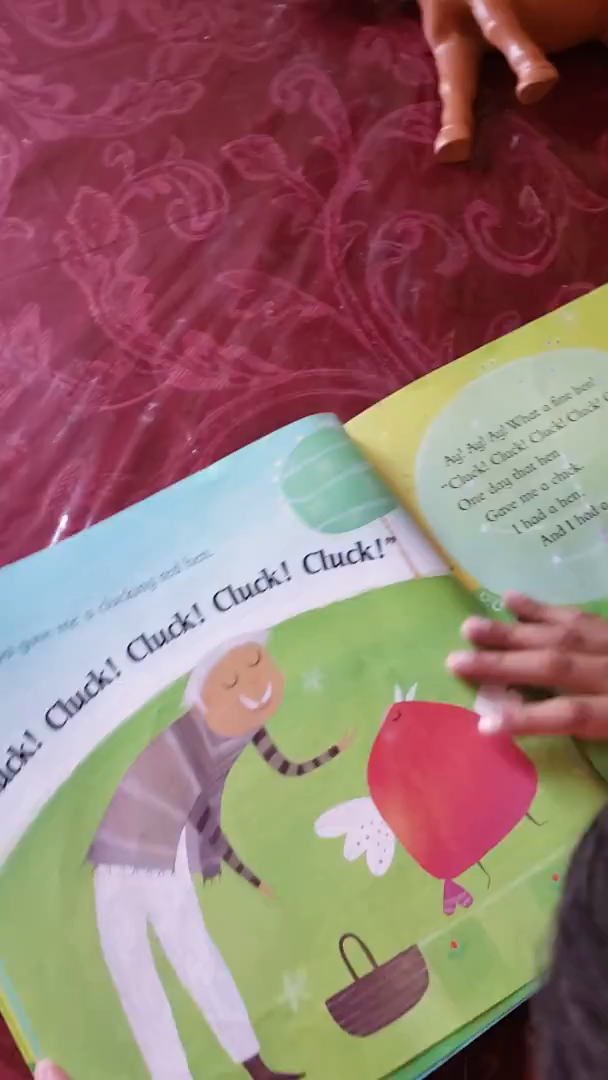 gave me a clucking red hen.
Cluck! Cluck! Cluck! Cluck!"
Ay! Ay! Ay! What a fine hen!
"Cluck! Cluck! Cluck! Cluck!
One day that hen
Gave me a chick.
I had a hen.
And I had a